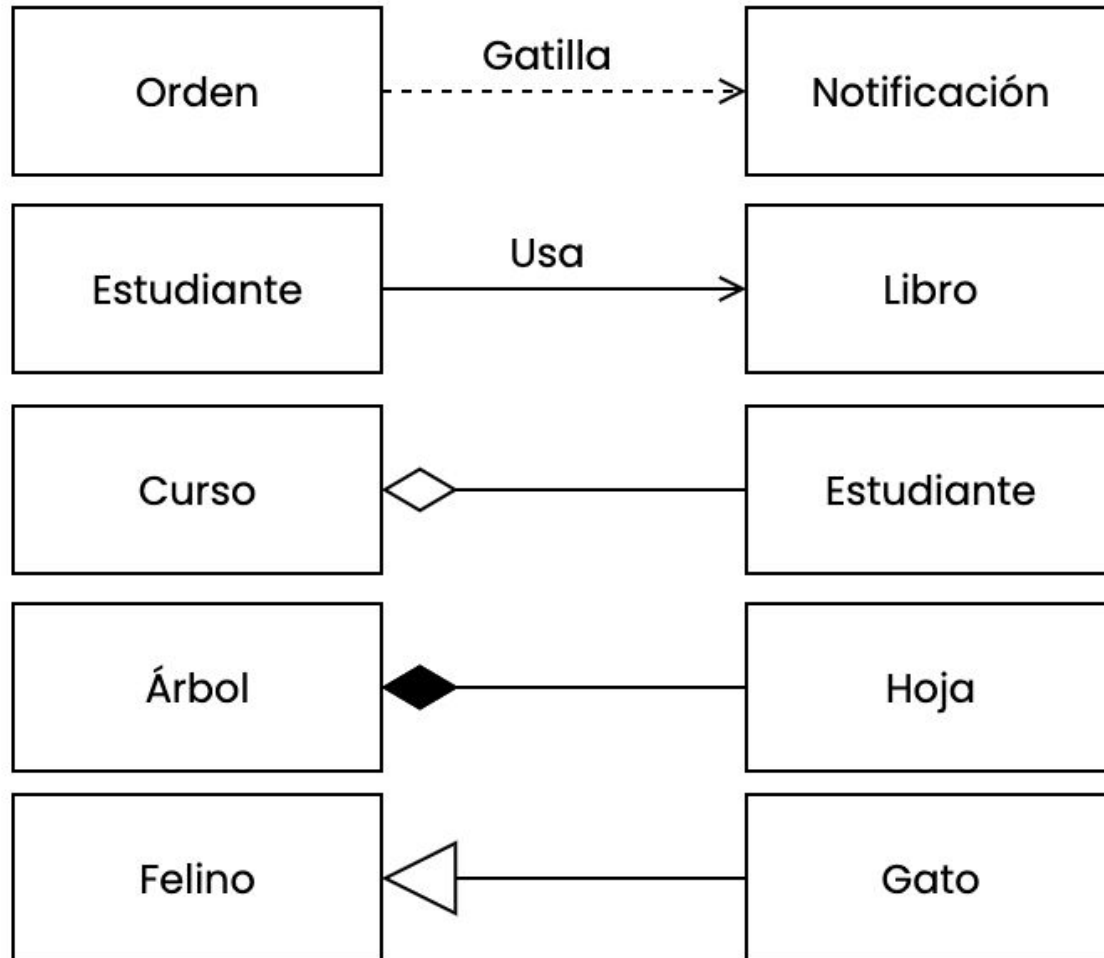 Orden
Gatilla
Notificación
Estudiante
Usa
Libro
Curso
Estudiante
Árbol
Hoja
Felino
Gato